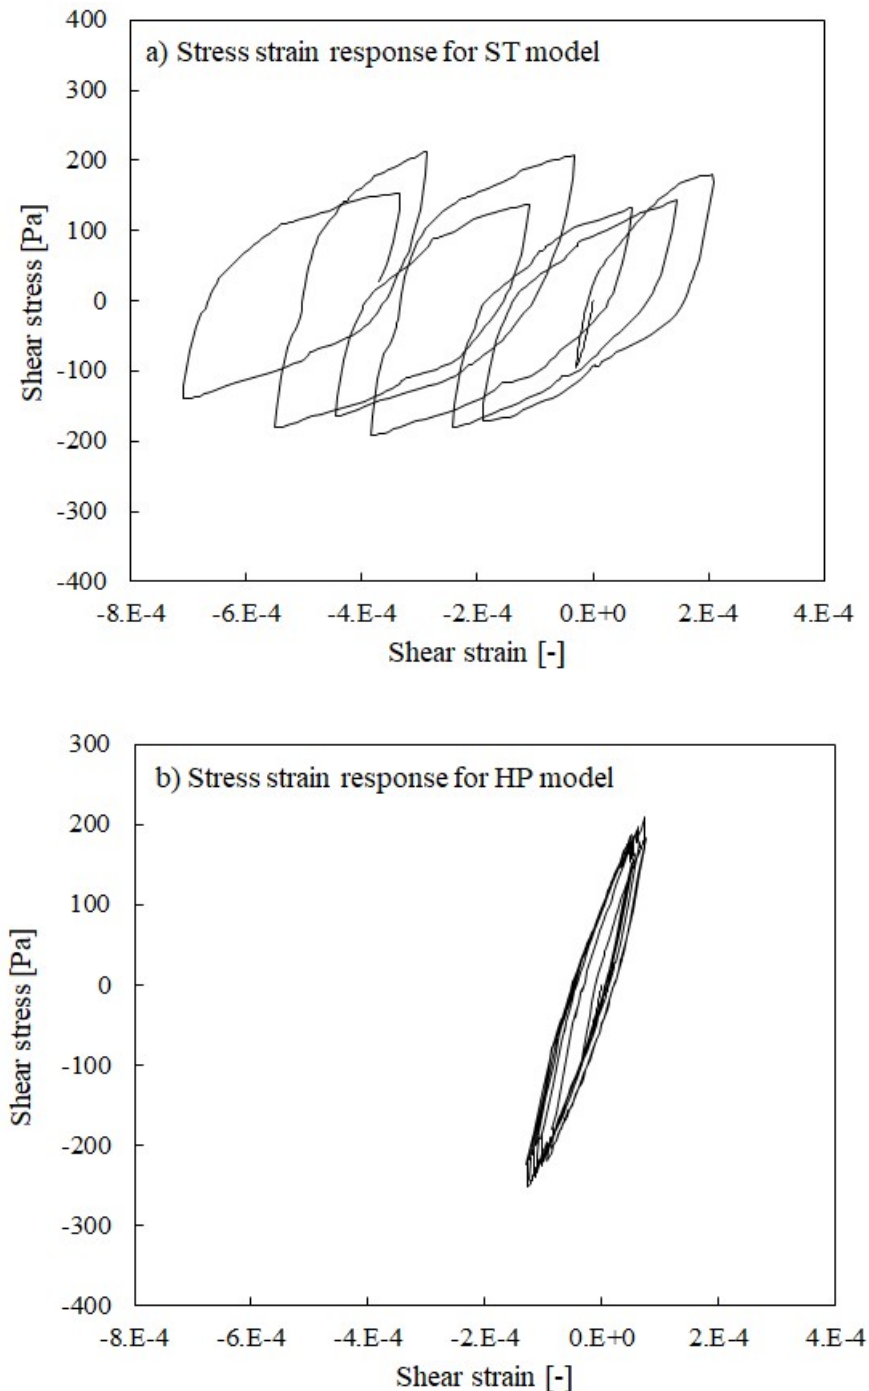 400
a) Stress strain response for ST model
300
200
100
0
-100
-200
-300
-400
Shear stress [Pa]
-8.E-4 -6.E-4 -4.E-4 -2.E-4 0.E+0 2.E-4 4.E-4
Shear strain [-]
300
b) Stress strain response for HP model
200
100
0
-100
-200
-300
-400
Shear stress [Pa]
-8.E-4 -6.E-4 -4.E-4 -2.E-4 0.E+0 2.E-4 4.E-4
Shear strain [-]